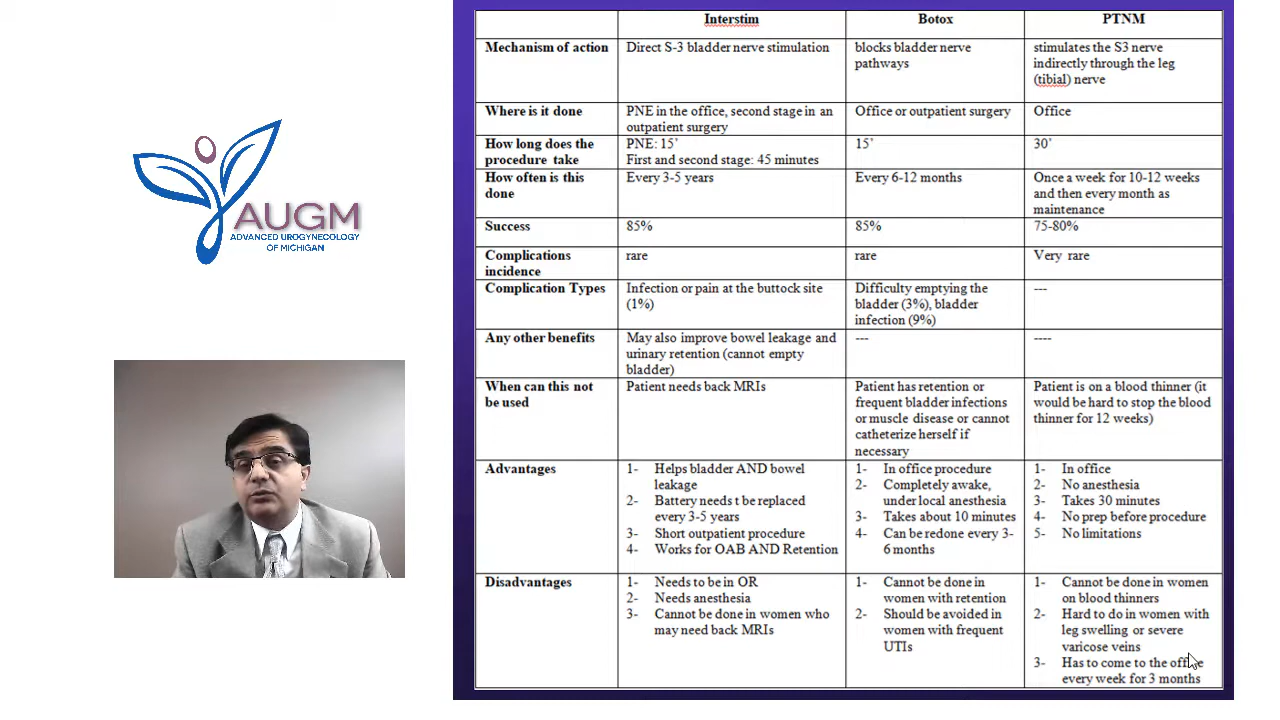 AUGM
ADVANCED UROGYNECOLOGY
OF MICHIGAN
Interstim
Botox
PTNM
Mechanism of action
Direct S-3 bladder nerve stimulation
blocks bladder nerve
pathways
stimulates the S3 nerve
indirectly through the leg
(tibial) nerve
Where is it done
PNE in the office, second stage in an
outpatient surgery
Office or outpatient surgery
Office
How long does the
procedure take
PNE: 15'
First and second stage: 45 minutes
15'
30'
How often is this
done
Every 3-5 years
Every 6-12 months
Once a week for 10-12 weeks
and then every month as
maintenance
Success
85%
85%
75-80%
Complications
incidence
rare
rare
Very rare
Complication Types
Infection or pain at the buttock site
(1%)
Difficulty emptying the
bladder (3%), bladder
infection (9%)
---
Any other benefits
May also improve bowel leakage and
urinary retention (cannot empty
bladder)
---
----
When can this not
be used
Patient needs back MRIs
Patient has retention or
frequent bladder infections
or muscle disease or cannot
catheterize herself if
necessary
Patient is on a blood thinner (it
would be hard to stop the blood
thinner for 12 weeks)
Advantages
1- Helps bladder AND bowel
leakage
2- Battery needs t be replaced
every 3-5 years
3- Short outpatient procedure
4- Works for OAB AND Retention
1- In office procedure
2- Completely awake,
under local anesthesia
3- Takes about 10 minutes
4- Can be redone every 3-
6 months
1- In office
2- No anesthesia
3- Takes 30 minutes
4- No prep before procedure
5- No limitations
Disadvantages
1- Needs to be in OR
2- Needs anesthesia
3- Cannot be done in women who
may need back MRIs
1- Cannot be done in
women with retention
2- Should be avoided in
women with frequent
UTIs
1- Cannot be done in women
on blood thinners
2- Hard to do in women with
leg swelling or severe
varicose veins
3- Has to come to the office
every week for 3 months